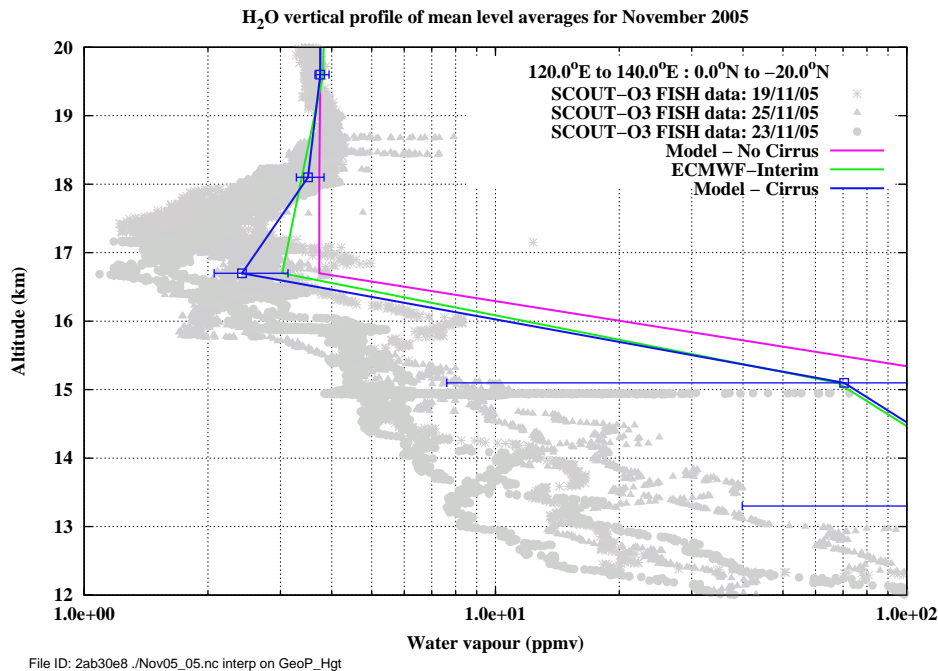 H2O vertical profile of mean level averages for November 2005
120.0°E to 140.0°E : 0.0°N to −20.0°N
SCOUT−O3 FISH data: 19/11/05
SCOUT−O3 FISH data: 25/11/05
SCOUT−O3 FISH data: 23/11/05
Model − No Cirrus
ECMWF−Interim
Model − Cirrus
Altitude (km)
20
19
18
17
16
15
14
13
12
1.0e+00
1.0e+01
1.0e+02
Water vapour (ppmv)
File ID: 2ab30e8 ./Nov05_05.nc interp on GeoP_Hgt